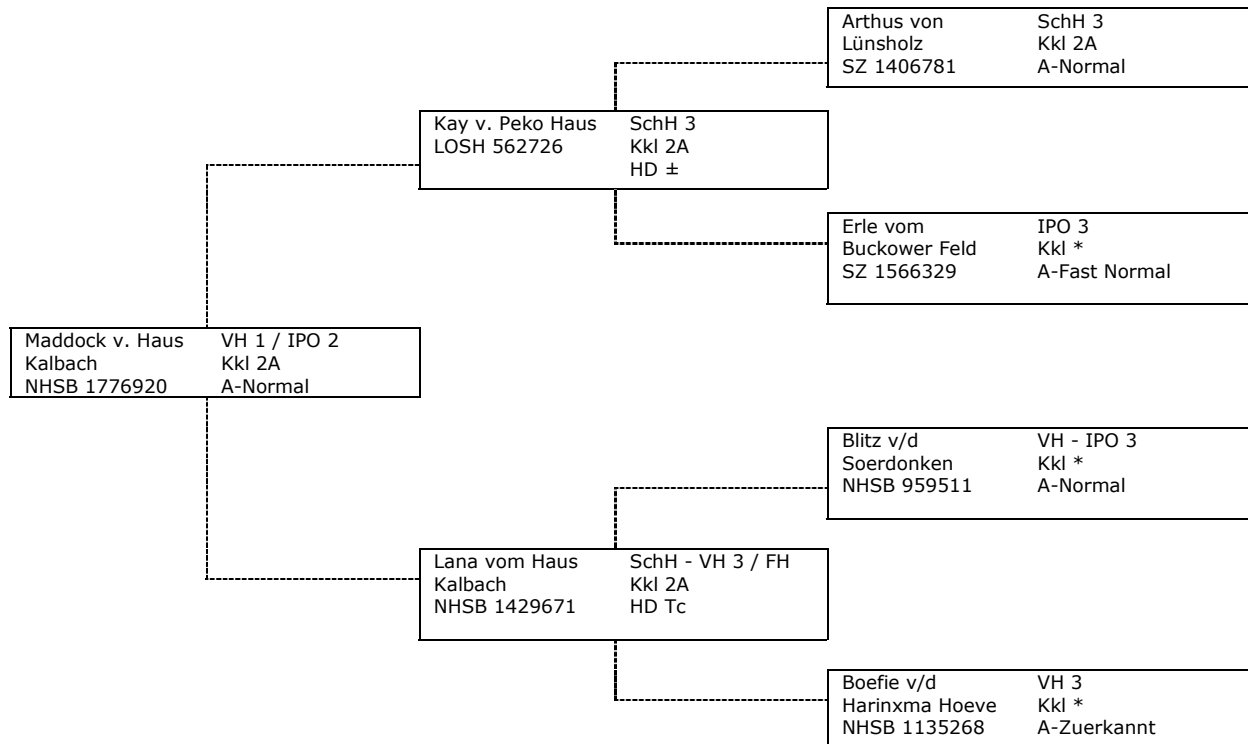 Arthus von SchH 3
Lünsholz Kkl 2A
SZ 1406781 A-Normal
Kay v. Peko Haus SchH 3
LOSH 562726 Kkl 2A
HD ±
Erle vom IPO 3
Buckower Feld Kkl *
SZ 1566329 A-Fast Normal
Maddock v. Haus VH 1 / IPO 2
Kalbach Kkl 2A
NHSB 1776920 A-Normal
Blitz v/d VH - IPO 3
Soerdonken Kkl *
NHSB 959511 A-Normal
Lana vom Haus SchH - VH 3 / FH
Kalbach Kkl 2A
NHSB 1429671 HD Tc
Boefie v/d VH 3
Harinxma Hoeve Kkl *
NHSB 1135268 A-Zuerkannt